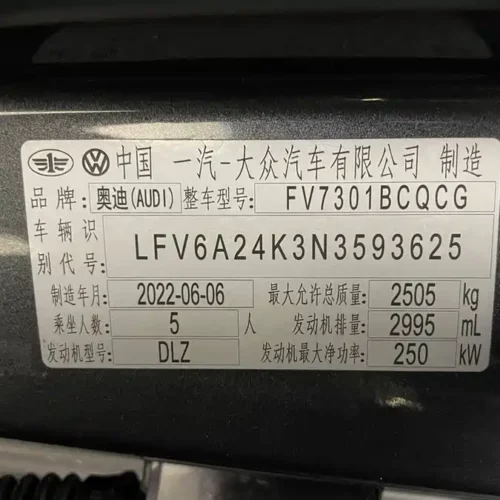 中国 一汽-大众汽车有限公司 制造
品牌: 奥迪(AUDI) 整车型号: FV7301BCQCG
车辆识别代号: LFV6A24K3N3593625
制造年月: 2022-06-06 最大允许总质量: 2505 kg
乘坐人数: 5 人 发动机排量: 2995 mL
发动机型号: DLZ 发动机最大净功率: 250 kW